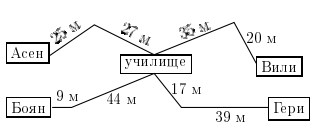 25 м
27 м
35 м
20 м
Асен
училище
Вили
9 м
44 м
17 м
Боян
Гери
39 м